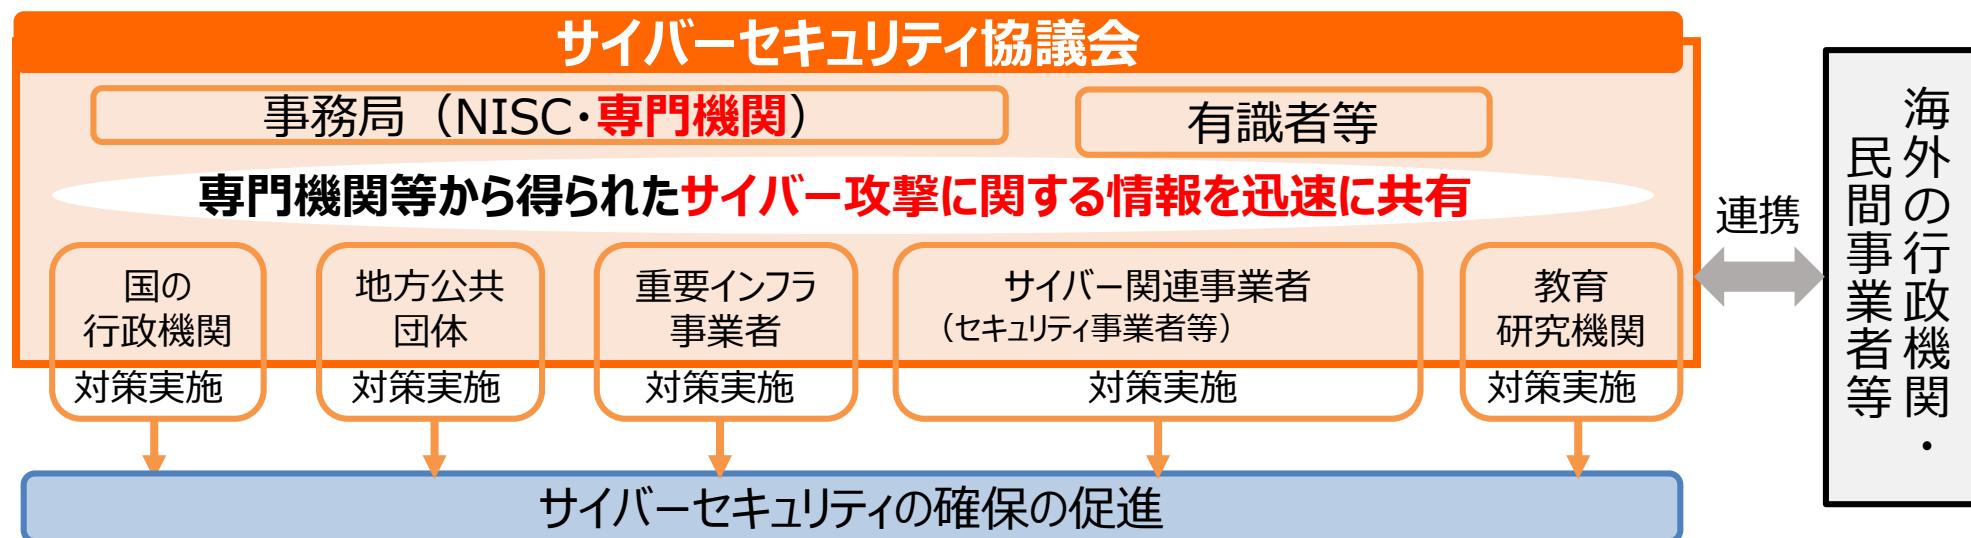 サイバーセキュリティ協議会
事務局（NISC・専門機関）
有識者等
専門機関等から得られたサイバー攻撃に関する情報を迅速に共有
国の
行政機関
対策実施
地方公共
団体
対策実施
重要インフラ
事業者
対策実施
サイバー関連事業者
（セキュリティ事業者等）
対策実施
教育
研究機関
対策実施
サイバーセキュリティの確保の促進
連携
海外の行政機関・
民間事業者等